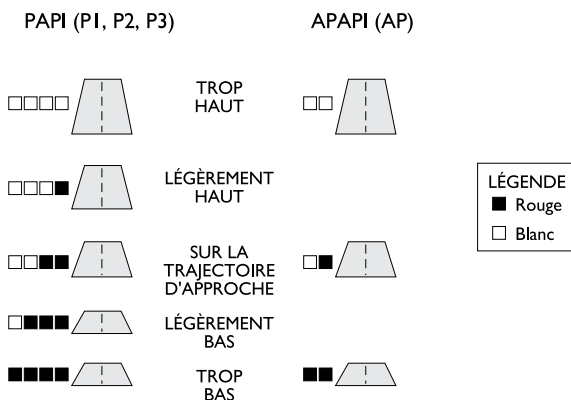 PAPI (P1, P2, P3)
APAPI (AP)
TROP
HAUT
LÉGÈREMENT
HAUT
LÉGENDE
Rouge
Blanc
SUR LA
TRAJECTOIRE
D'APPROCHE
LÉGÈREMENT
BAS
TROP
BAS